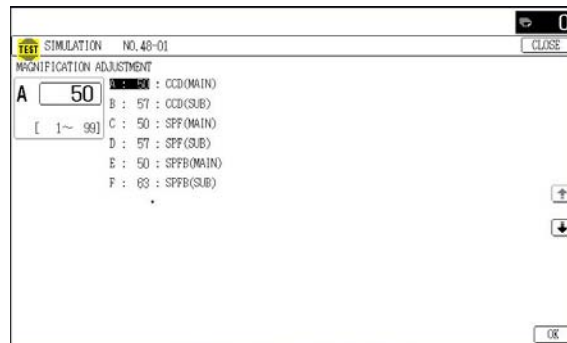 0
TEST SIMULATION NO. 48-01
CLOSE
MAGNIFICATION ADJUSTMENT
A 50
[ 1~ 99]
A : 50 : CCD(MAIN)
B : 57 : CCD(SUB)
C : 50 : SPF(MAIN)
D : 57 : SPF(SUB)
E : 50 : SPFB(MAIN)
F : 63 : SPFB(SUB)
OK